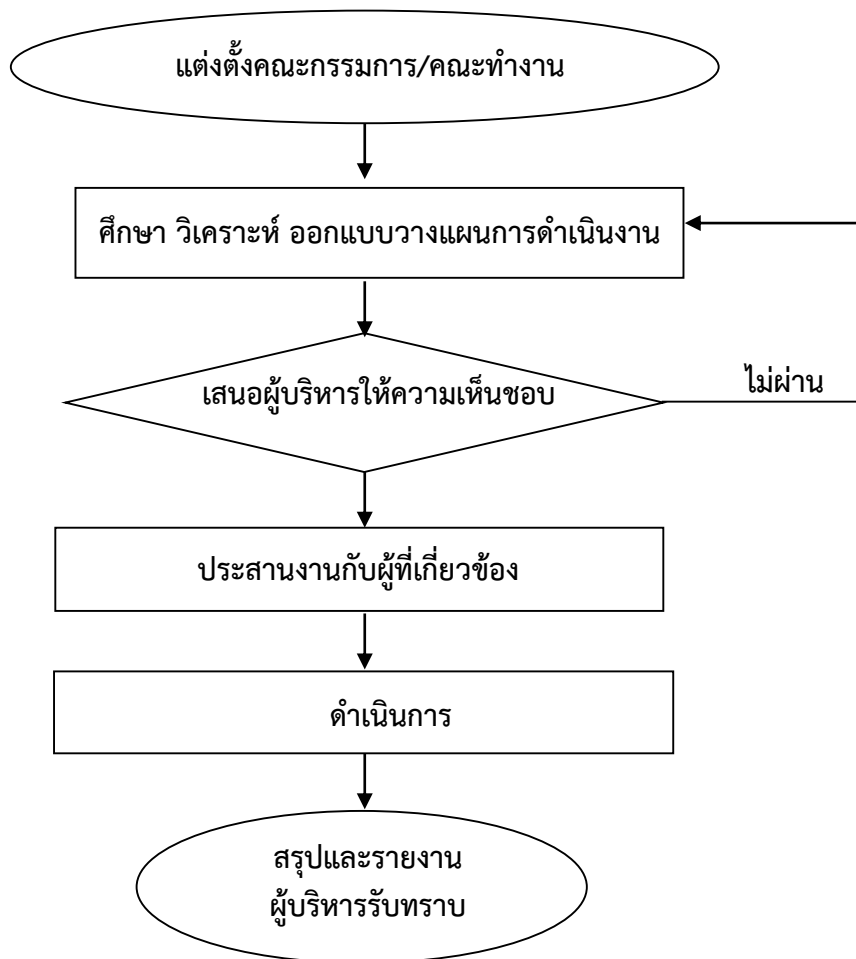 แต่งตั้งคณะกรรมการ/คณะทำงาน
ศึกษา วิเคราะห์ ออกแบบวางแผนการดำเนินงาน
เสนอผู้บริหารให้ความเห็นชอบ
ไม่ผ่าน
ประสานงานกับผู้ที่เกี่ยวข้อง
ดำเนินการ
สรุปและรายงาน
ผู้บริหารรับทราบ